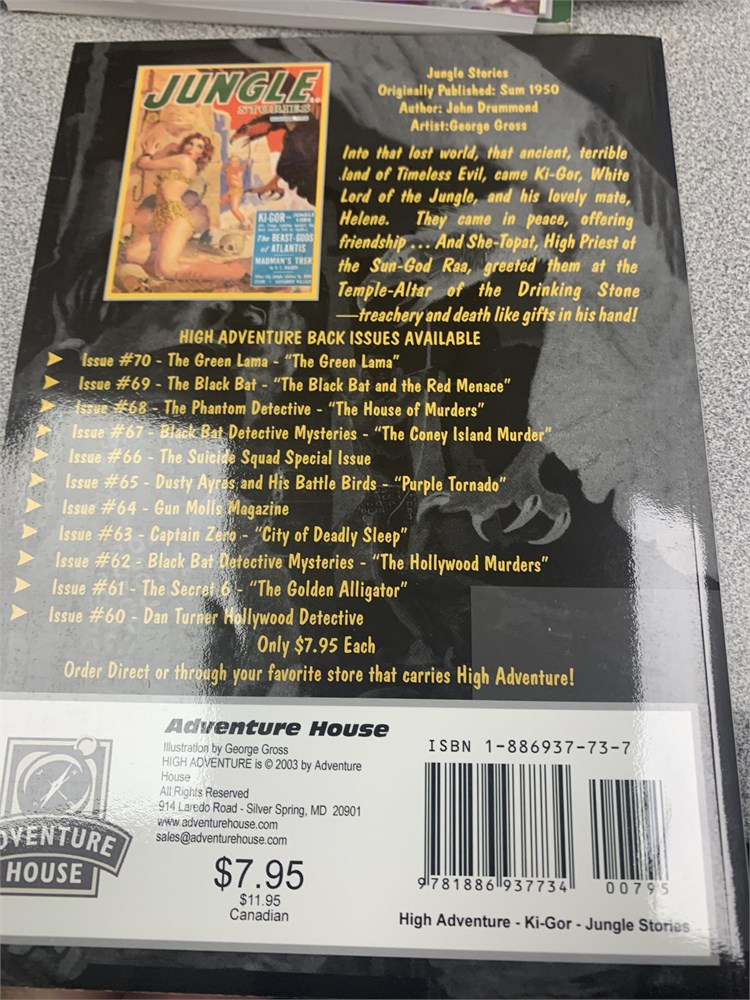 JUNGLE
STORIES
KI-GOR—
The BEAST-GODS
of ATLANTIS
MADMAN'S TREK
Jungle Stories
Originally Published: Sum 1950
Author: John Drummond
Artist:George Gross
Into that lost world, that ancient, terrible
land of Timeless Evil, came Ki-Gor, White
Lord of the Jungle, and his lovely mate,
Helene. They came in peace, offering
friendship . . . And She-Topat, High Priest of
the Sun-God Raa, greeted them at the
Temple-Altar of the Drinking Stone
—treachery and death like gifts in his hand!
HIGH ADVENTURE BACK ISSUES AVAILABLE
Issue #70 - The Green Lama - “The Green Lama”
Issue #69 - The Black Bat - “The Black Bat and the Red Menace”
Issue #68 - The Phantom Detective - “The House of Murders”
Issue #67 - Black Bat Detective Mysteries - “The Coney Island Murder”
Issue #66 - The Suicide Squad Special Issue
Issue #65 - Dusty Ayres and His Battle Birds - “Purple Tornado”
Issue #64 - Gun Molls Magazine
Issue #63 - Captain Zero - “City of Deadly Sleep”
Issue #62 - Black Bat Detective Mysteries - “The Hollywood Murders”
Issue #61 - The Secret 6 - “The Golden Alligator”
Issue #60 - Dan Turner Hollywood Detective
Only $7.95 Each
Order Direct or through your favorite store that carries High Adventure!
Adventure House
Illustration by George Gross
HIGH ADVENTURE is © 2003 by Adventure
House
All Rights Reserved
914 Laredo Road - Silver Spring, MD 20901
www.adventurehouse.com
sales@adventurehouse.com
$7.95
$11.95
Canadian
ADVENTURE
HOUSE
ISBN 1-886937-73-7
9 781886 937734
00795
High Adventure - Ki-Gor - Jungle Stories